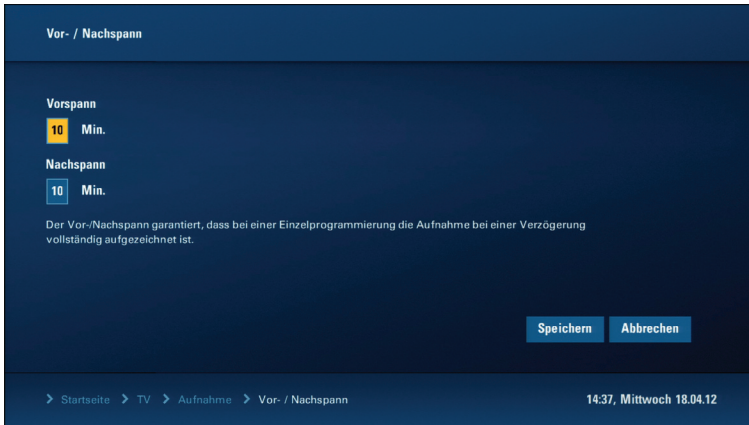 Vor- / Nachspann
Vorspann
10 Min.
Nachspann
10 Min.
Der Vor-/Nachspann garantiert, dass bei einer Einzelprogrammierung die Aufnahme bei einer Verzögerung
vollständig aufgezeichnet ist.
Speichern Abbrechen
Startseite TV Aufnahme Vor- / Nachspann 14:37, Mittwoch 18.04.12